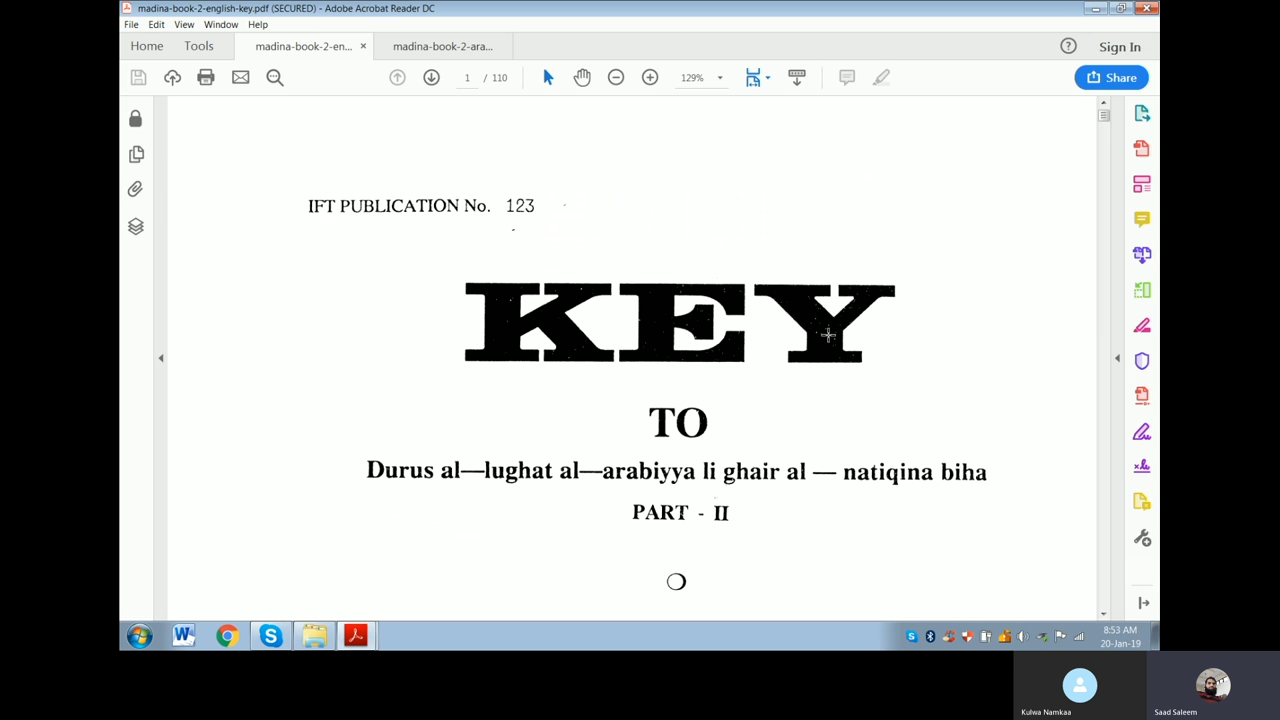 madina-book-2-english-key.pdf (SECURED) - Adobe Acrobat Reader DC
File Edit View Window Help
Home Tools madina-book-2-en... × madina-book-2-ara... Sign In
1 / 110 129% Share
IFT PUBLICATION No. 123
KEY
TO
Durus al—lughat al—arabiyya li ghair al — natiqina biha
PART - II
8:53 AM
20-Jan-19
Kulwa Namkaa Saad Saleem